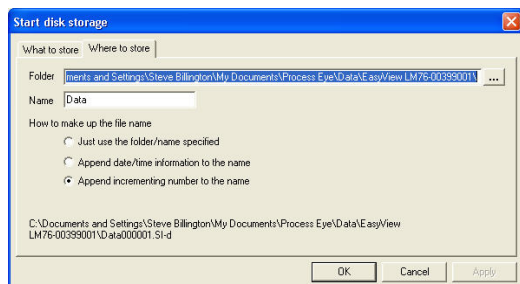 Start disk storage
What to store Where to store
Folder ments and Settings\Steve Billington\My Documents\Process Eye\Data\EasyView LM76-00399001\ ...
Name Data
How to make up the file name
Just use the folder/name specified
Append date/time information to the name
Append incrementing number to the name
C:\Documents and Settings\Steve Billington\My Documents\Process Eye\Data\EasyView
LM76-00399001\Data000001.SI-d
OK Cancel Apply